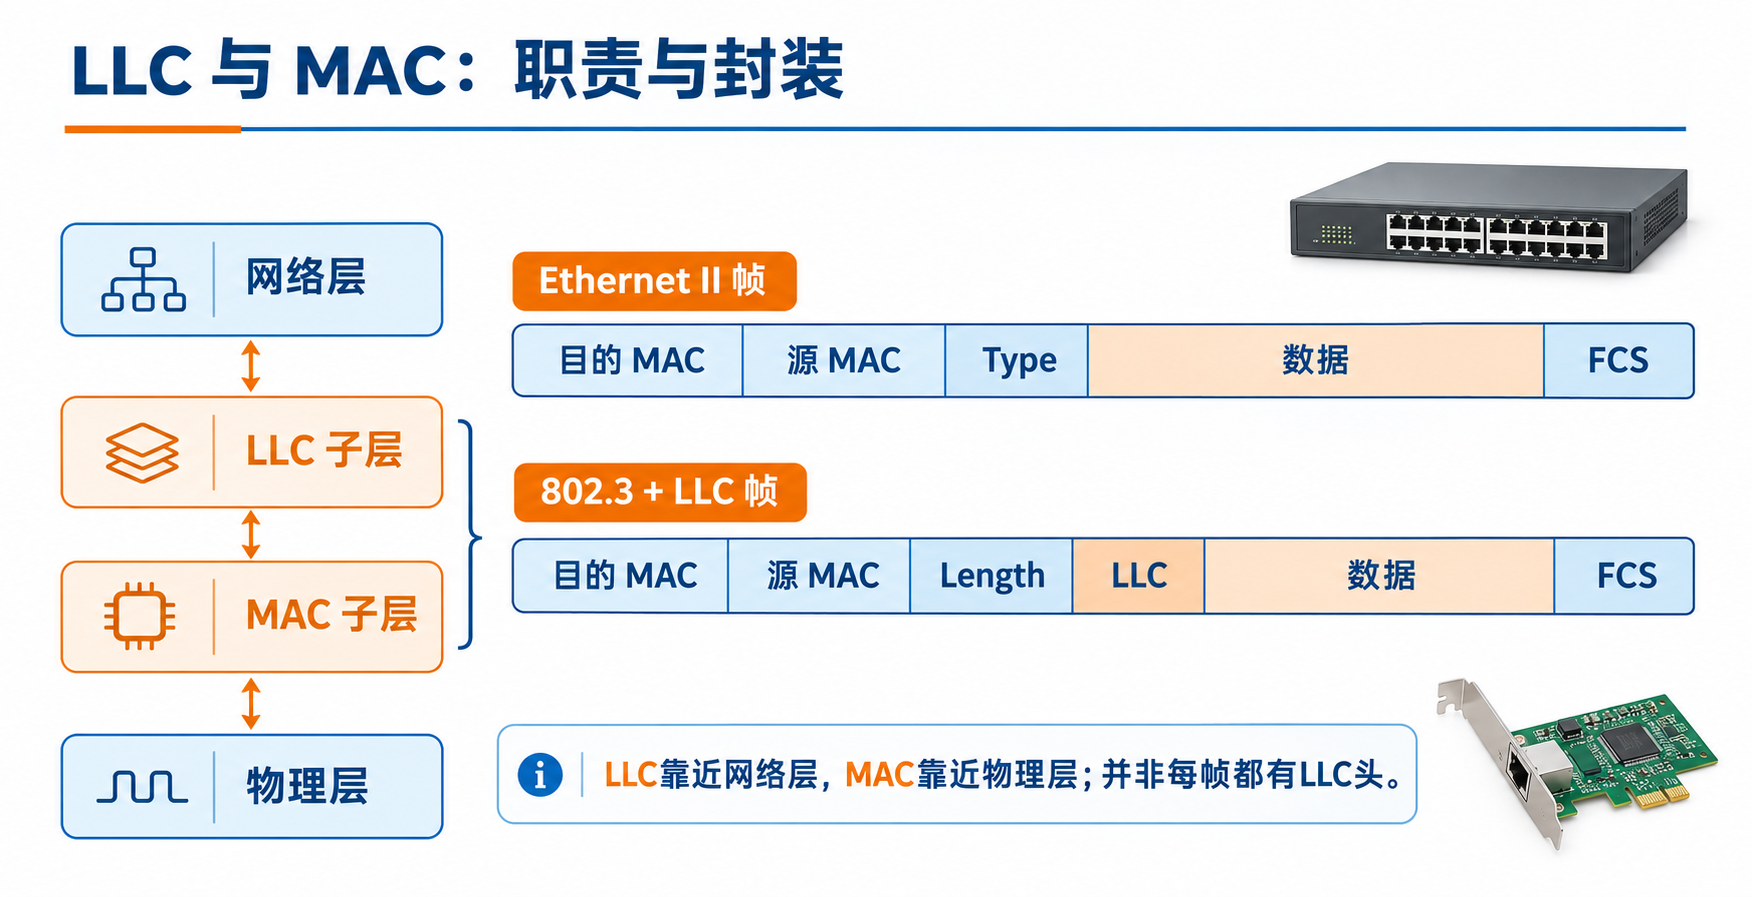 LLC 与 MAC：职责与封装
网络层
LLC 子层
MAC 子层
物理层
Ethernet II 帧
目的 MAC 源 MAC Type 数据 FCS
802.3 + LLC 帧
目的 MAC 源 MAC Length LLC 数据 FCS
LLC靠近网络层，MAC靠近物理层；并非每帧都有LLC头。